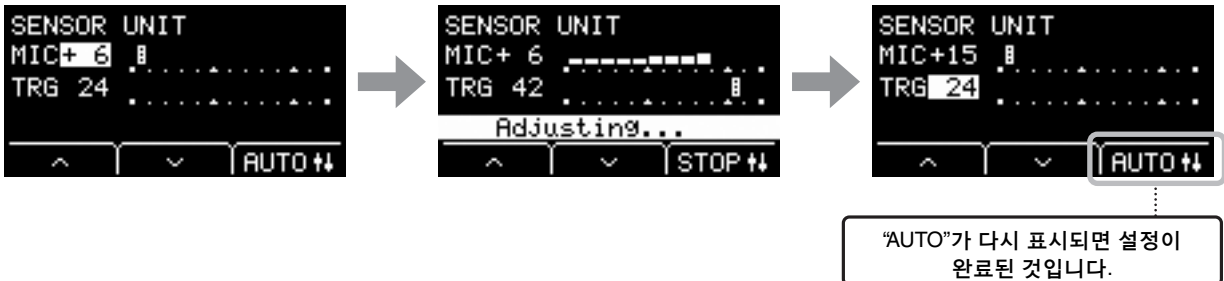 SENSOR UNIT
MIC+ 6
TRG 24
AUTO
SENSOR UNIT
MIC+ 6
TRG 42
Adjusting...
STOP
SENSOR UNIT
MIC+15
TRG 24
AUTO
“AUTO”가 다시 표시되면 설정이
완료된 것입니다.